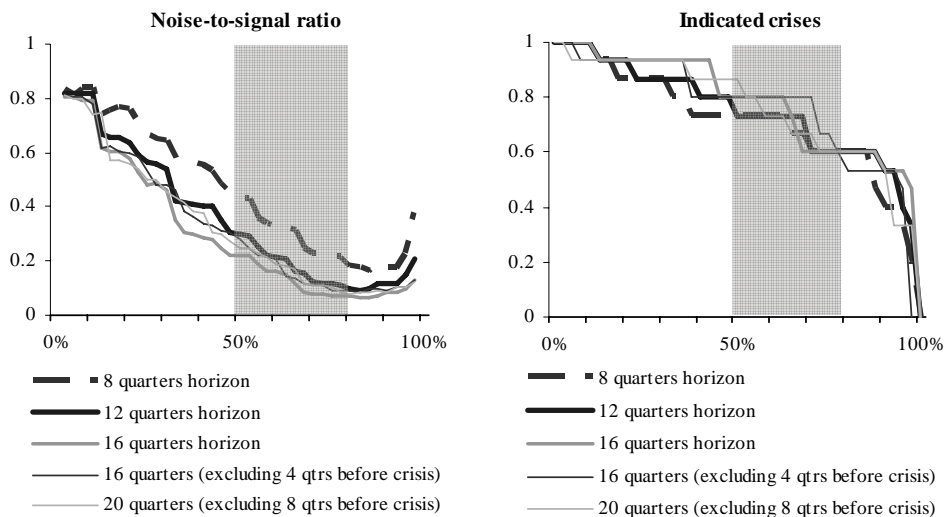 Noise-to-signal ratio
1
0.8
0.6
0.4
0.2
0
0%
50%
100%
8 quarters horizon
12 quarters horizon
16 quarters horizon
16 quarters (excluding 4 qtrs before crisis)
20 quarters (excluding 8 qtrs before crisis)
Indicated crises
1
0.8
0.6
0.4
0.2
0
0%
50%
100%
8 quarters horizon
12 quarters horizon
16 quarters horizon
16 quarters (excluding 4 qtrs before crisis)
20 quarters (excluding 8 qtrs before crisis)